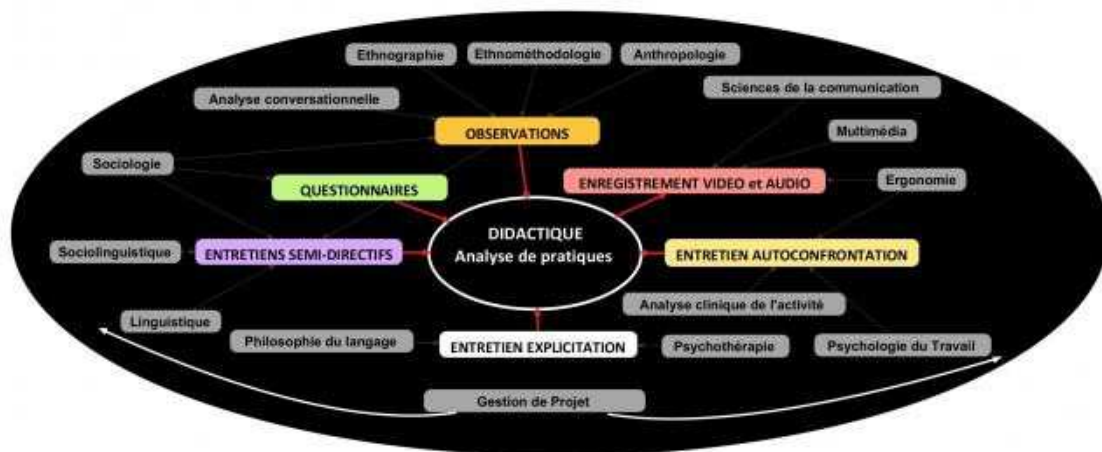 Ethnographie
Ethnométhodologie
Anthropologie
Sciences de la communication
Analyse conversationnelle
OBSERVATIONS
Multimédia
Sociologie
QUESTIONNAIRES
ENREGISTREMENT VIDEO et AUDIO
Ergonomie
DIDACTIQUE
Analyse de pratiques
Sociolinguistique
ENTRETIENS SEMI-DIRECTIFS
ENTRETIEN AUTOCONFRONTATION
Analyse clinique de l'activité
Linguistique
Philosophie du langage
ENTRETIEN EXPLICITATION
Psychothérapie
Psychologie du Travail
Gestion de Projet